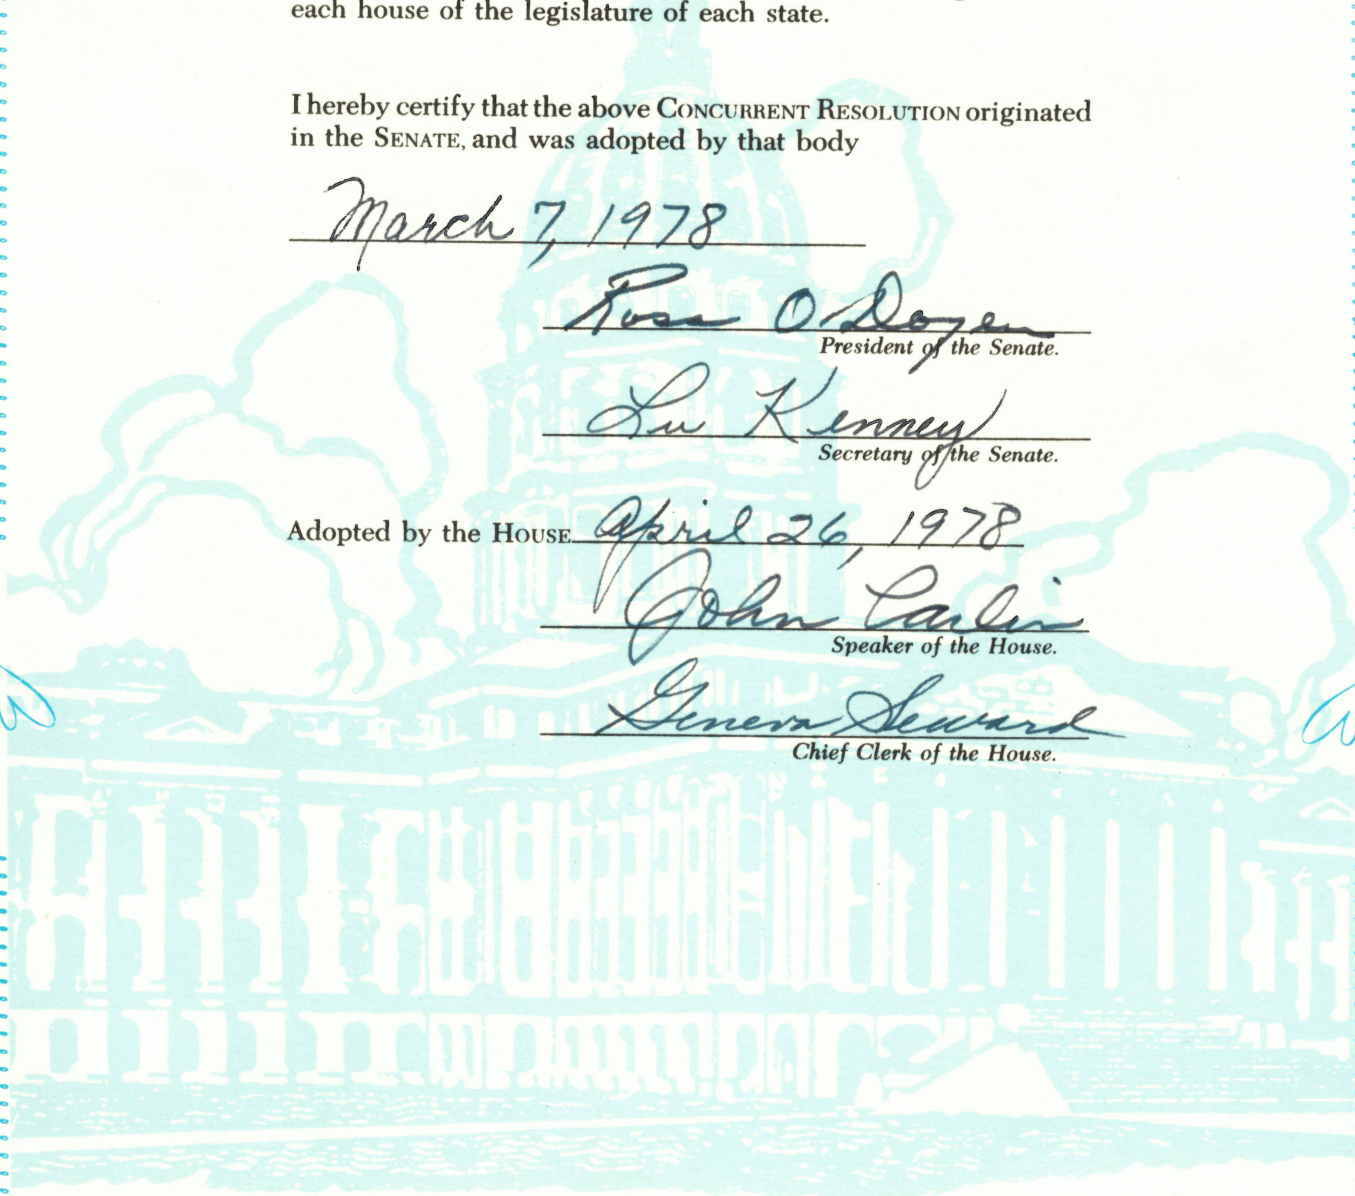 each house of the legislature of each state.
I hereby certify that the above CONCURRENT RESOLUTION originated
in the SENATE, and was adopted by that body
March 7, 1978
Ross O Doyen
President of the Senate.
Lu Kenney
Secretary of the Senate.
Adopted by the HOUSE April 26, 1978
John Carlin
Speaker of the House.
Geneva Seward
Chief Clerk of the House.